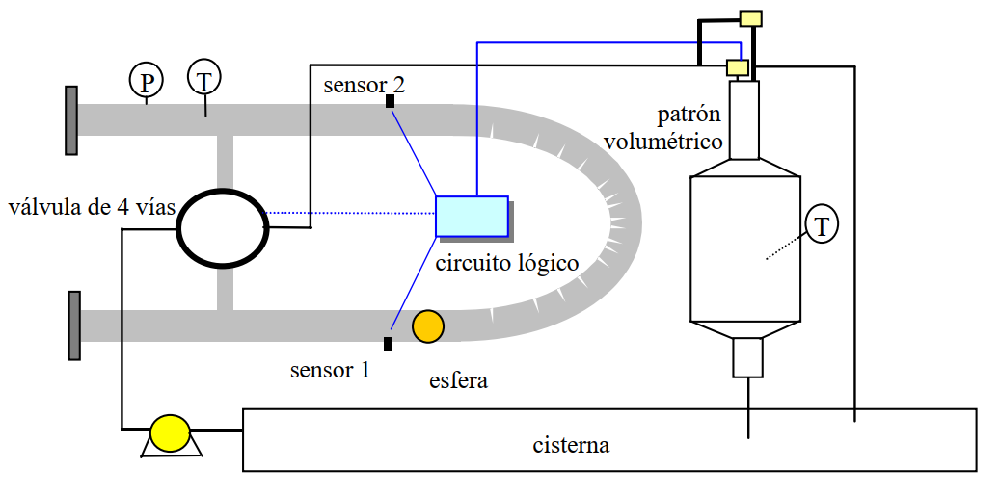 sensor 2
P
T
patrón
volumétrico
válvula de 4 vías
T
circuito lógico
sensor 1
esfera
cisterna